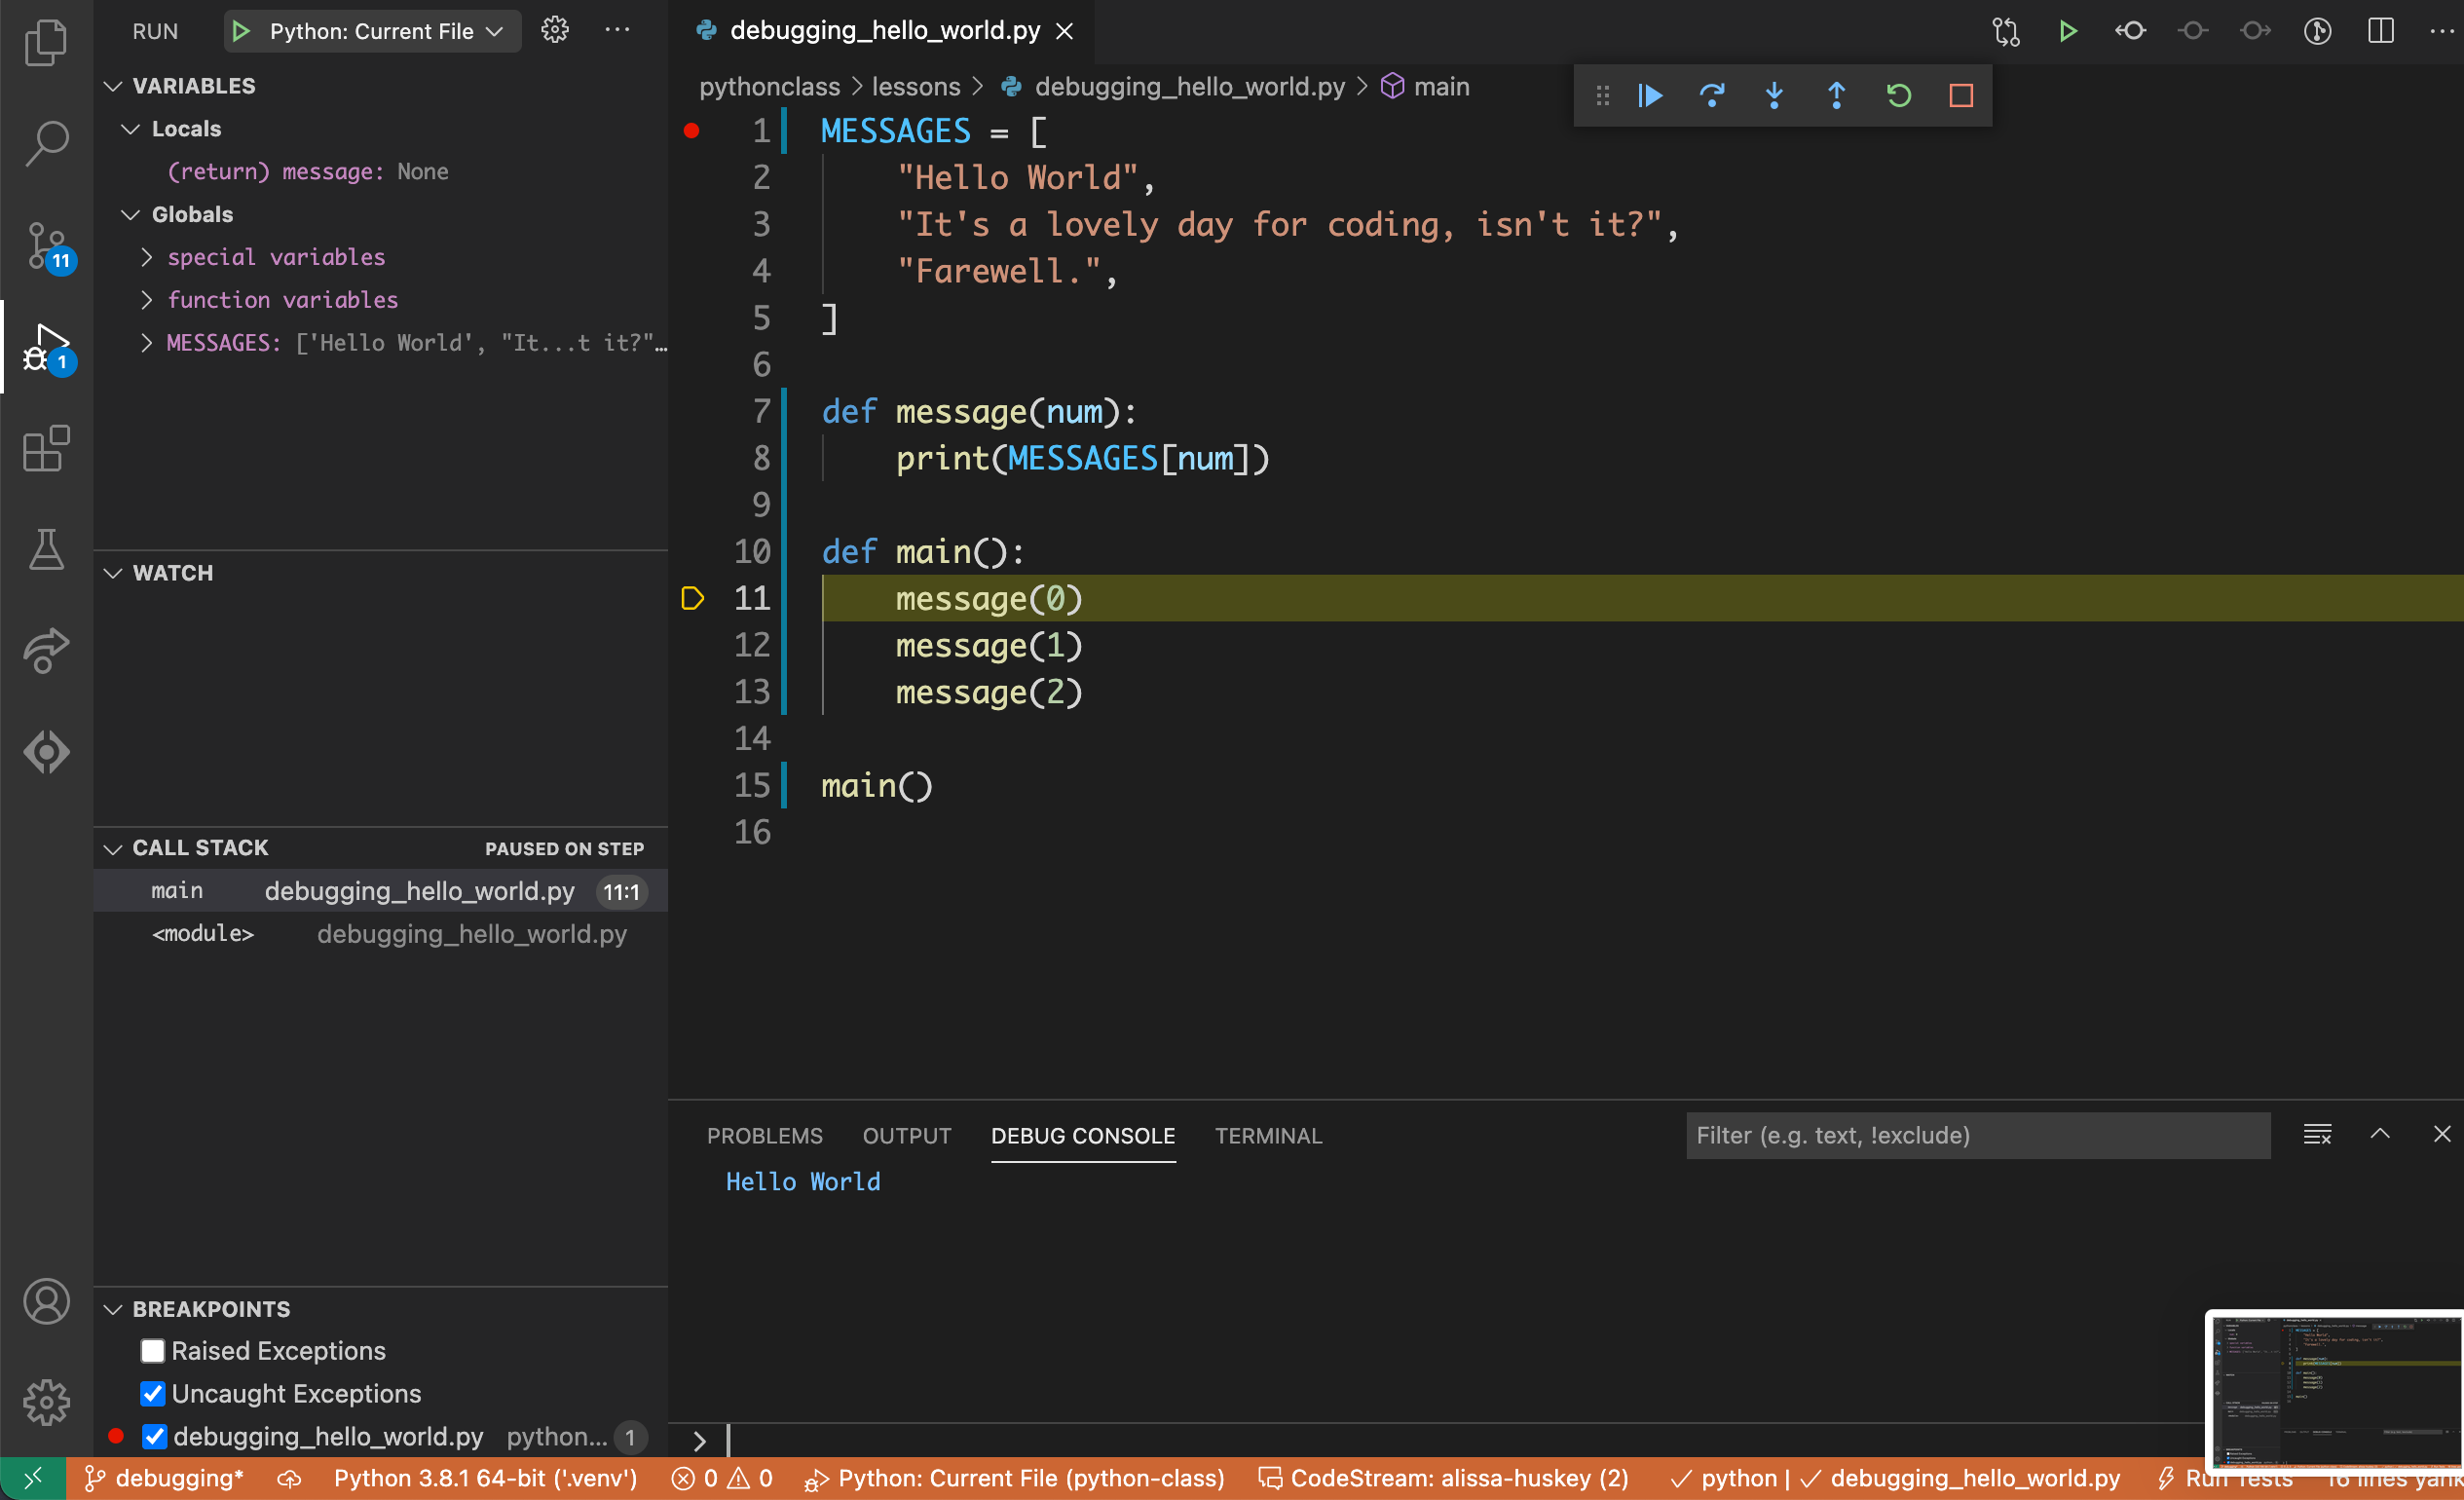 RUN
Python: Current File
VARIABLES
Locals
(return) message: None
Globals
special variables
function variables
MESSAGES: ['Hello World', "It...t it?"…
WATCH
CALL STACK PAUSED ON STEP
main debugging_hello_world.py 11:1
<module> debugging_hello_world.py
BREAKPOINTS
Raised Exceptions
Uncaught Exceptions
debugging_hello_world.py python... 1
11
1
debugging_hello_world.py
pythonclass > lessons > debugging_hello_world.py > main
1 MESSAGES = [
2 "Hello World",
3 "It's a lovely day for coding, isn't it?",
4 "Farewell.",
5 ]
6
7 def message(num):
8 print(MESSAGES[num])
9
10 def main():
11 message(0)
12 message(1)
13 message(2)
14
15 main()
16
PROBLEMS OUTPUT DEBUG CONSOLE TERMINAL Filter (e.g. text, !exclude)
Hello World
>
debugging* Python 3.8.1 64-bit ('.venv') 0 0 Python: Current File (python-class) CodeStream: alissa-huskey (2) python | debugging_hello_world.py Run Tests 16 lines yank